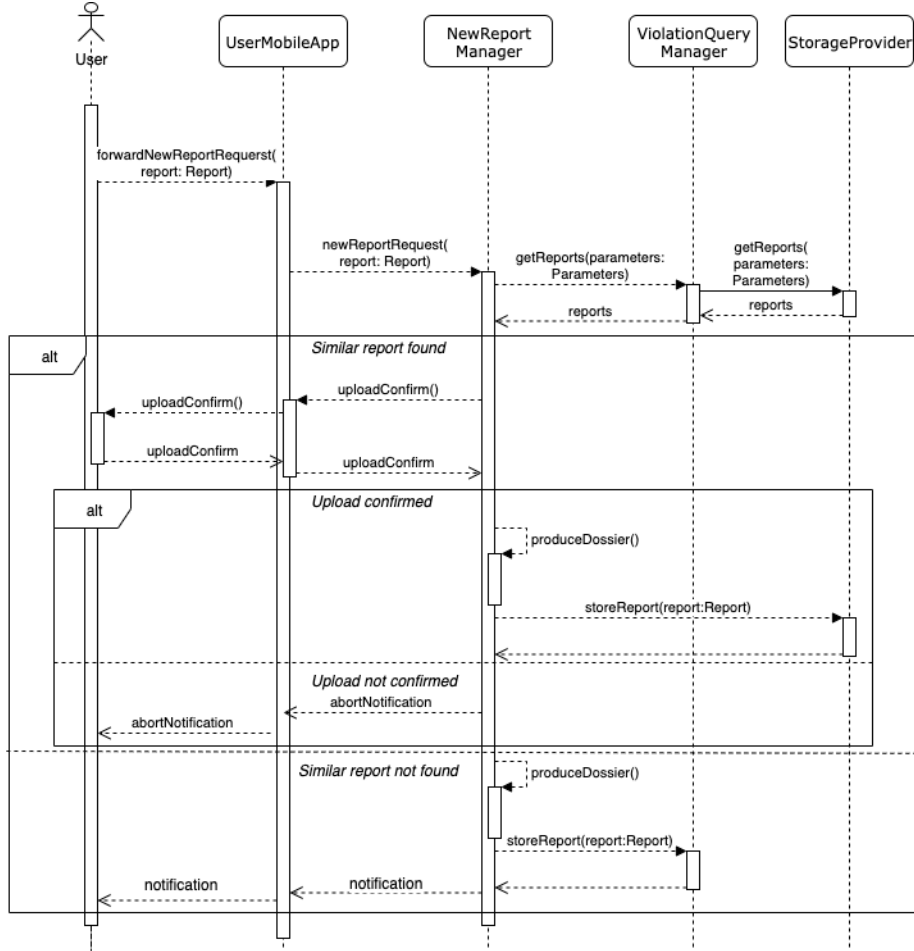 User
UserMobileApp
NewReport
Manager
ViolationQuery
Manager
StorageProvider
forwardNewReportRequerst(
report: Report)
newReportRequest(
report: Report)
getReports(parameters:
Parameters)
getReports(
parameters:
Parameters)
reports
reports
alt
Similar report found
uploadConfirm()
uploadConfirm()
uploadConfirm
uploadConfirm
alt
Upload confirmed
produceDossier()
storeReport(report:Report)
Upload not confirmed
abortNotification
abortNotification
Similar report not found
produceDossier()
storeReport(report:Report)
notification
notification